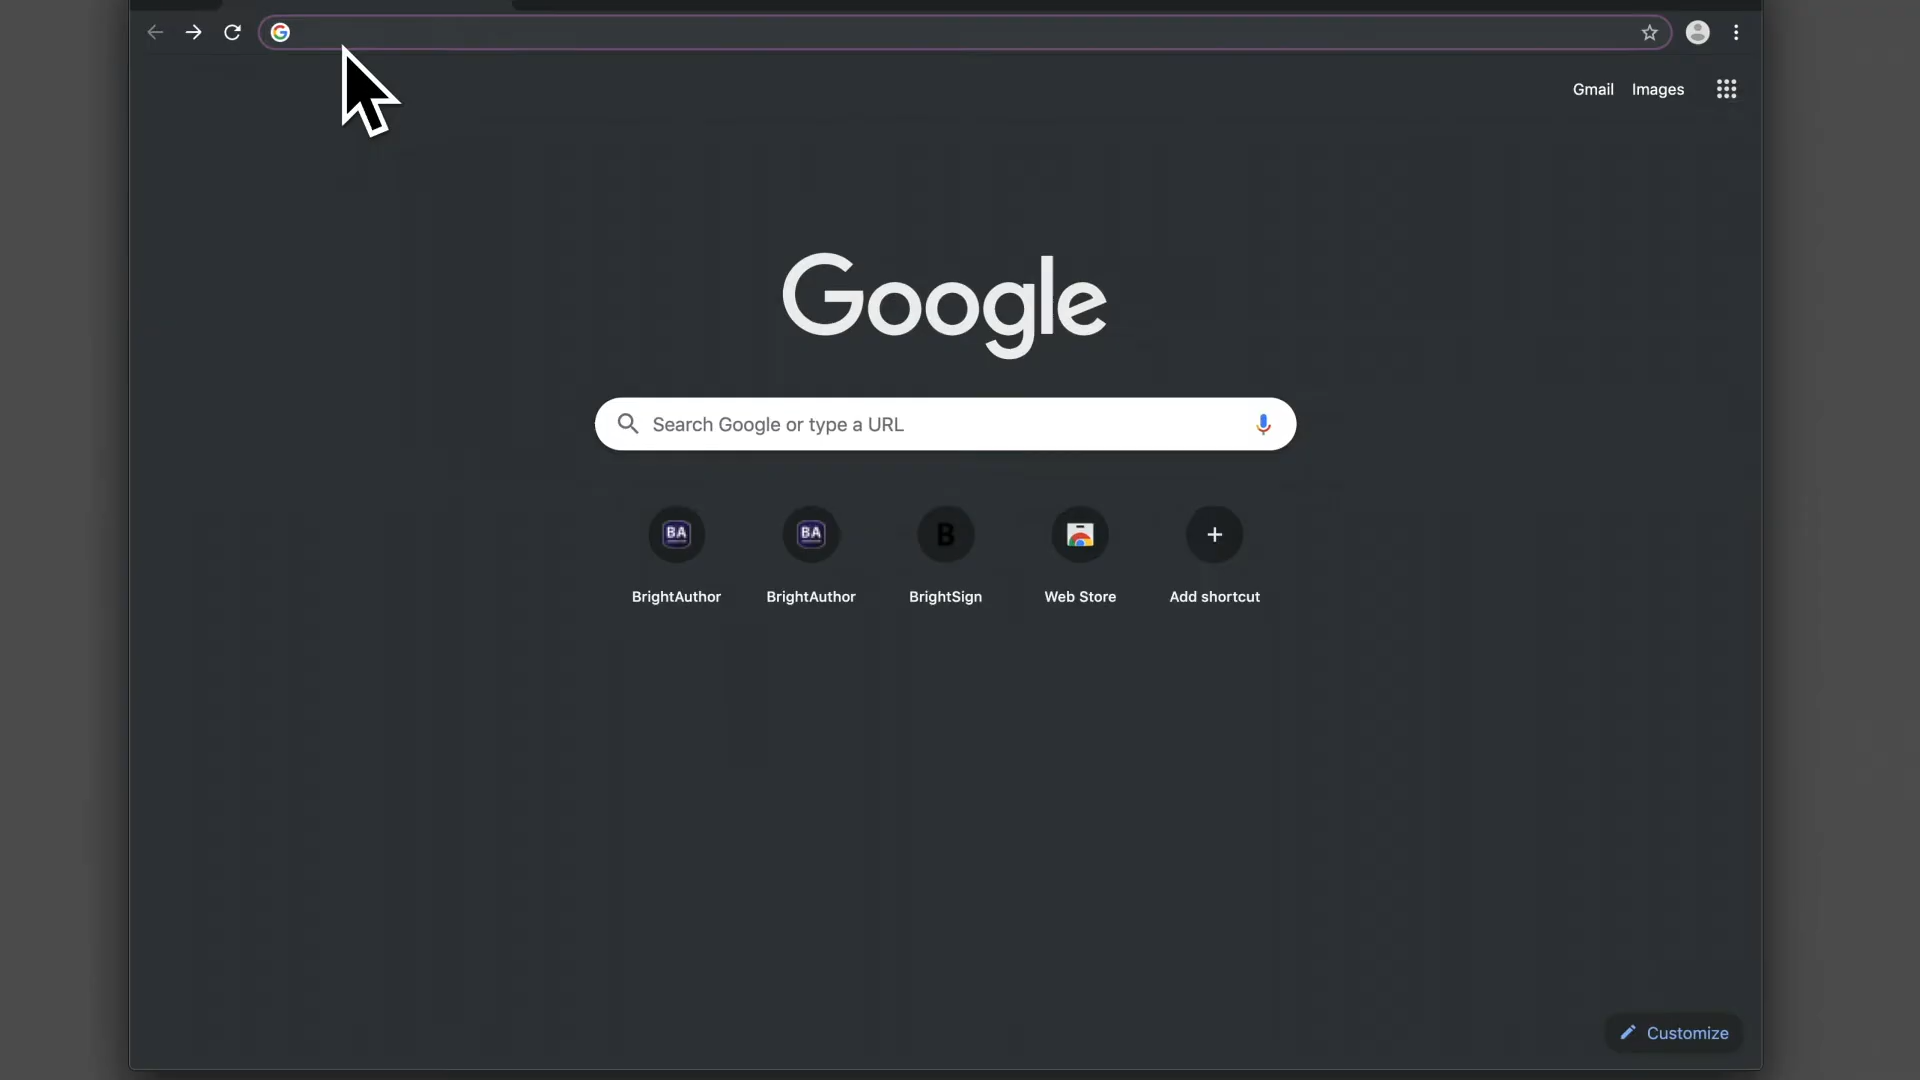 Gmail Images
Google
Search Google or type a URL
BA BA B
BrightAuthor BrightAuthor BrightSign Web Store Add shortcut
Customize